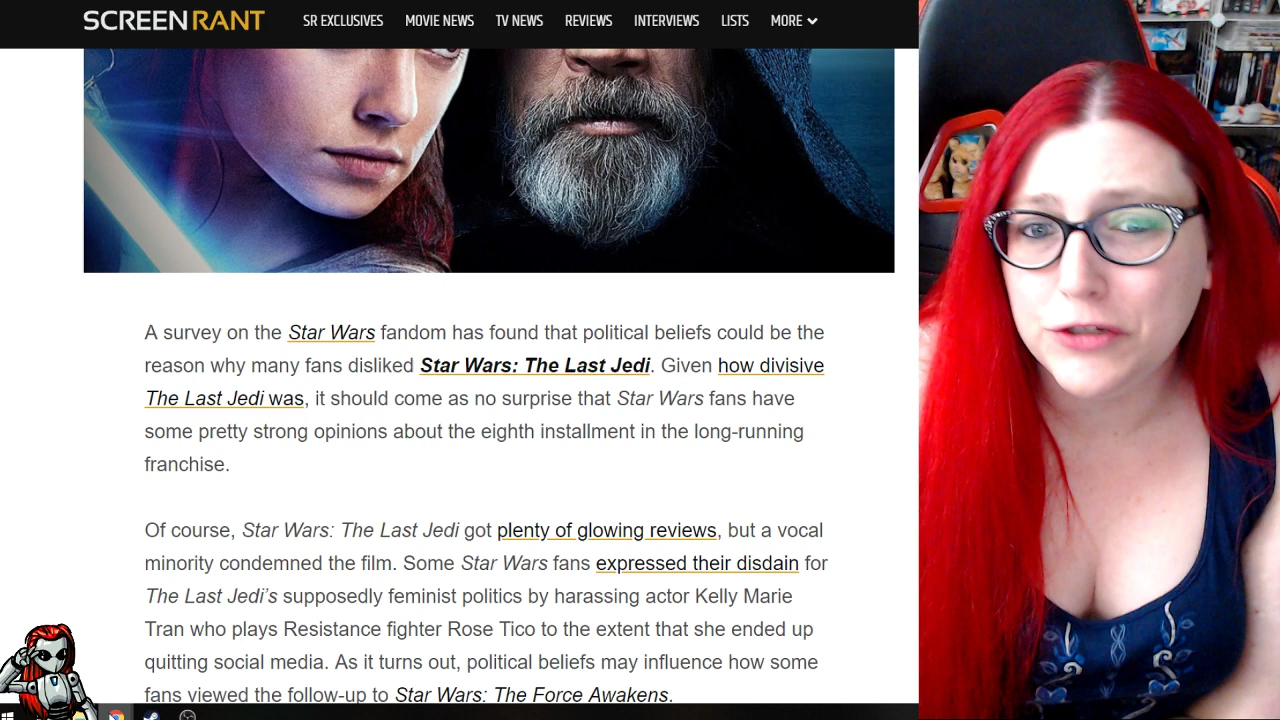 SCREENRANT SR EXCLUSIVES MOVIE NEWS TV NEWS REVIEWS INTERVIEWS LISTS MORE
A survey on the Star Wars fandom has found that political beliefs could be the
reason why many fans disliked Star Wars: The Last Jedi. Given how divisive
The Last Jedi was, it should come as no surprise that Star Wars fans have
some pretty strong opinions about the eighth installment in the long-running
franchise.
Of course, Star Wars: The Last Jedi got plenty of glowing reviews, but a vocal
minority condemned the film. Some Star Wars fans expressed their disdain for
The Last Jedi's supposedly feminist politics by harassing actor Kelly Marie
Tran who plays Resistance fighter Rose Tico to the extent that she ended up
quitting social media. As it turns out, political beliefs may influence how some
fans viewed the follow-up to Star Wars: The Force Awakens.